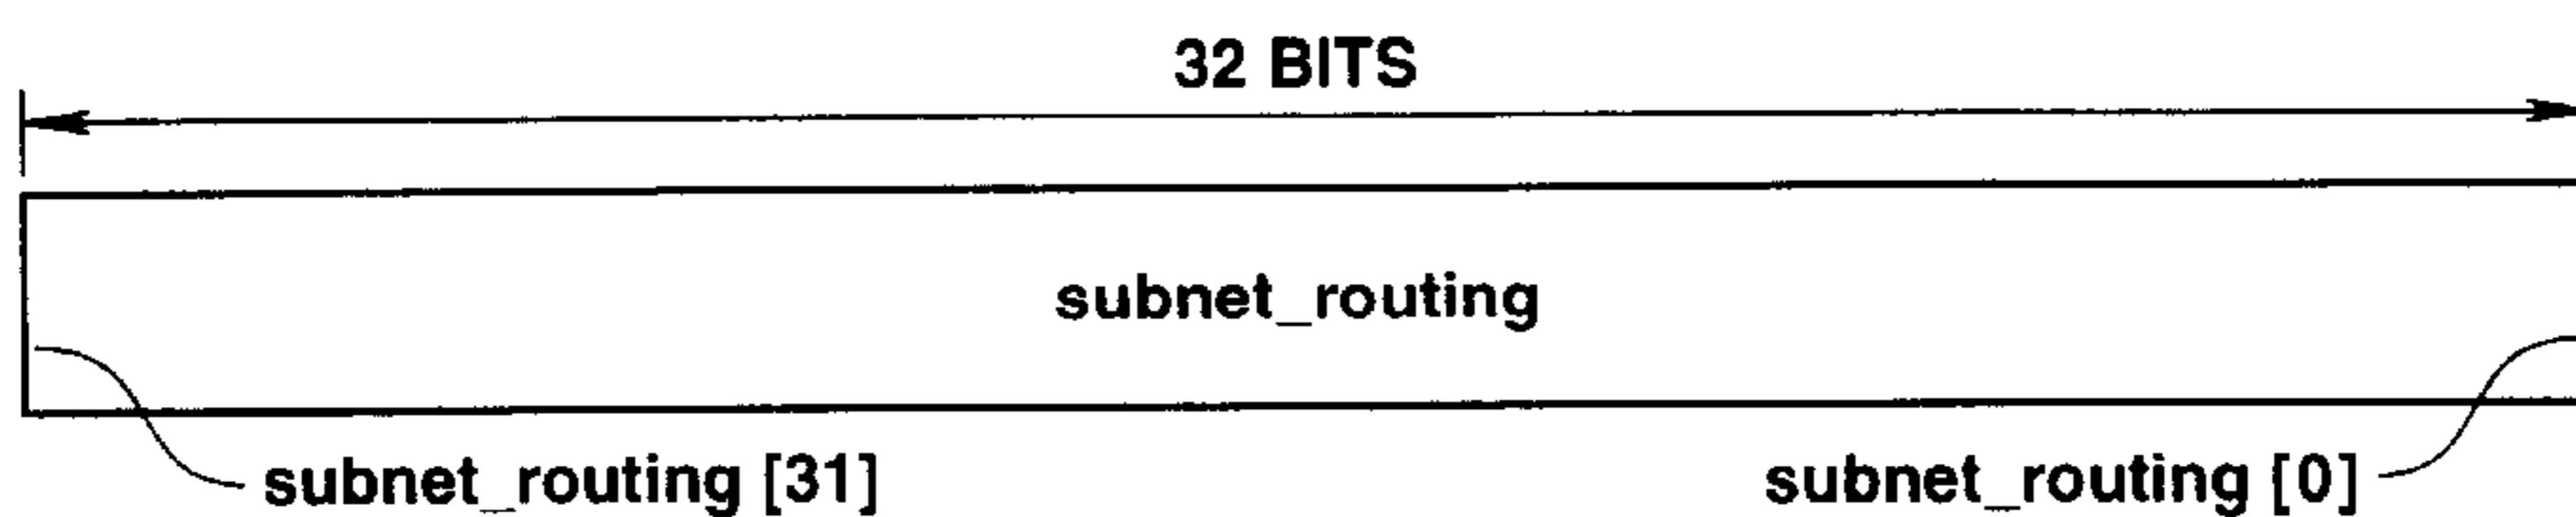 32 BITS
subnet_routing
subnet_routing [31]
subnet_routing [0]